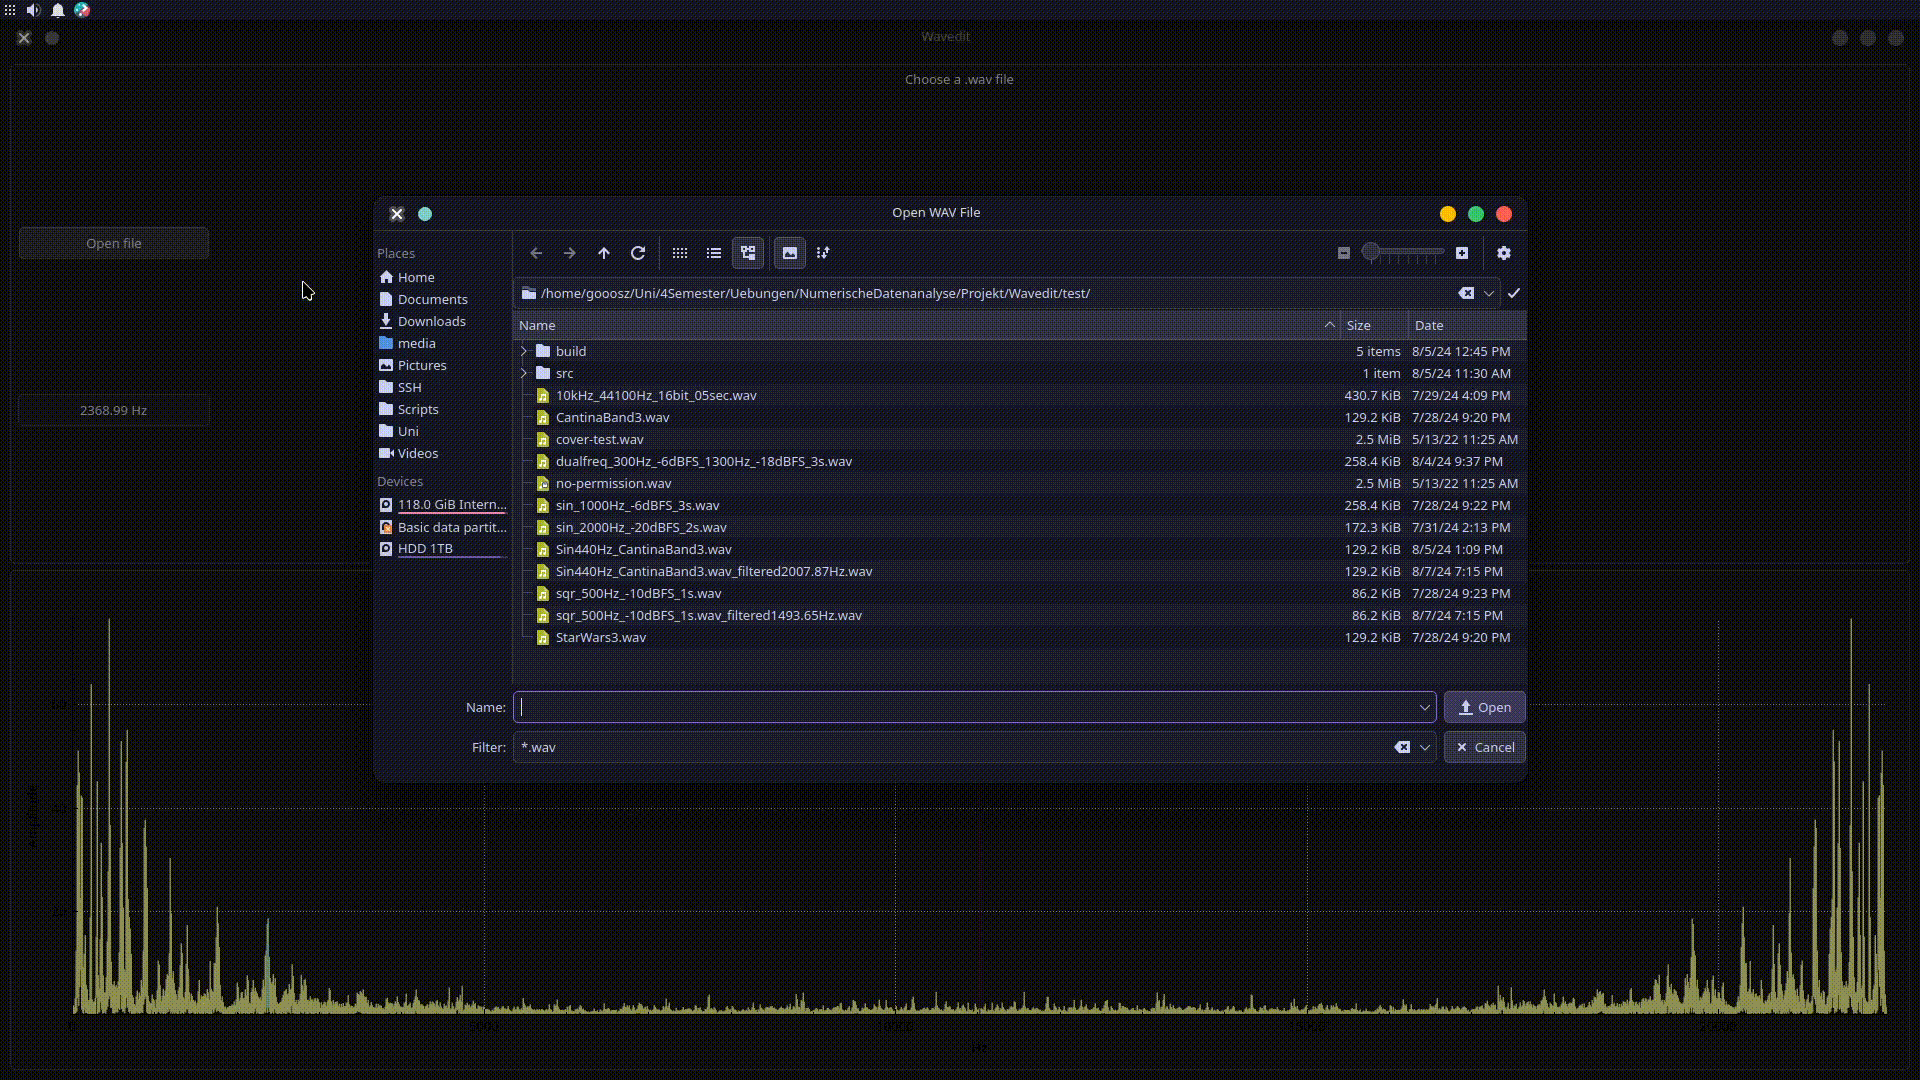 Wavedit
Choose a .wav file
Open WAV File
Open file
2368.99 Hz
Places
Home
Documents
Downloads
media
Pictures
SSH
Scripts
Uni
Videos
Devices
118.0 GiB Intern...
Basic data partit...
HDD 1TB
/home/gooosz/Uni/4Semester/Uebungen/NumerischeDatenanalyse/Projekt/Wavedit/test/
Name Size Date
build 5 items 8/5/24 12:45 PM
src 1 item 8/5/24 11:30 AM
10kHz_44100Hz_16bit_05sec.wav 430.7 KiB 7/29/24 4:09 PM
CantinaBand3.wav 129.2 KiB 7/28/24 9:20 PM
cover-test.wav 2.5 MiB 5/13/22 11:25 AM
dualfreq_300Hz_-6dBFS_1300Hz_-18dBFS_3s.wav 258.4 KiB 8/4/24 9:37 PM
no-permission.wav 2.5 MiB 5/13/22 11:25 AM
sin_1000Hz_-6dBFS_3s.wav 258.4 KiB 7/28/24 9:22 PM
sin_2000Hz_-20dBFS_2s.wav 172.3 KiB 7/31/24 2:13 PM
Sin440Hz_CantinaBand3.wav 129.2 KiB 8/5/24 1:09 PM
Sin440Hz_CantinaBand3.wav_filtered2007.87Hz.wav 129.2 KiB 8/7/24 7:15 PM
sqr_500Hz_-10dBFS_1s.wav 86.2 KiB 7/28/24 9:23 PM
sqr_500Hz_-10dBFS_1s.wav_filtered1493.65Hz.wav 86.2 KiB 8/7/24 7:15 PM
StarWars3.wav 129.2 KiB 7/28/24 9:20 PM
Name: Open
Filter: *.wav Cancel
Amplitude